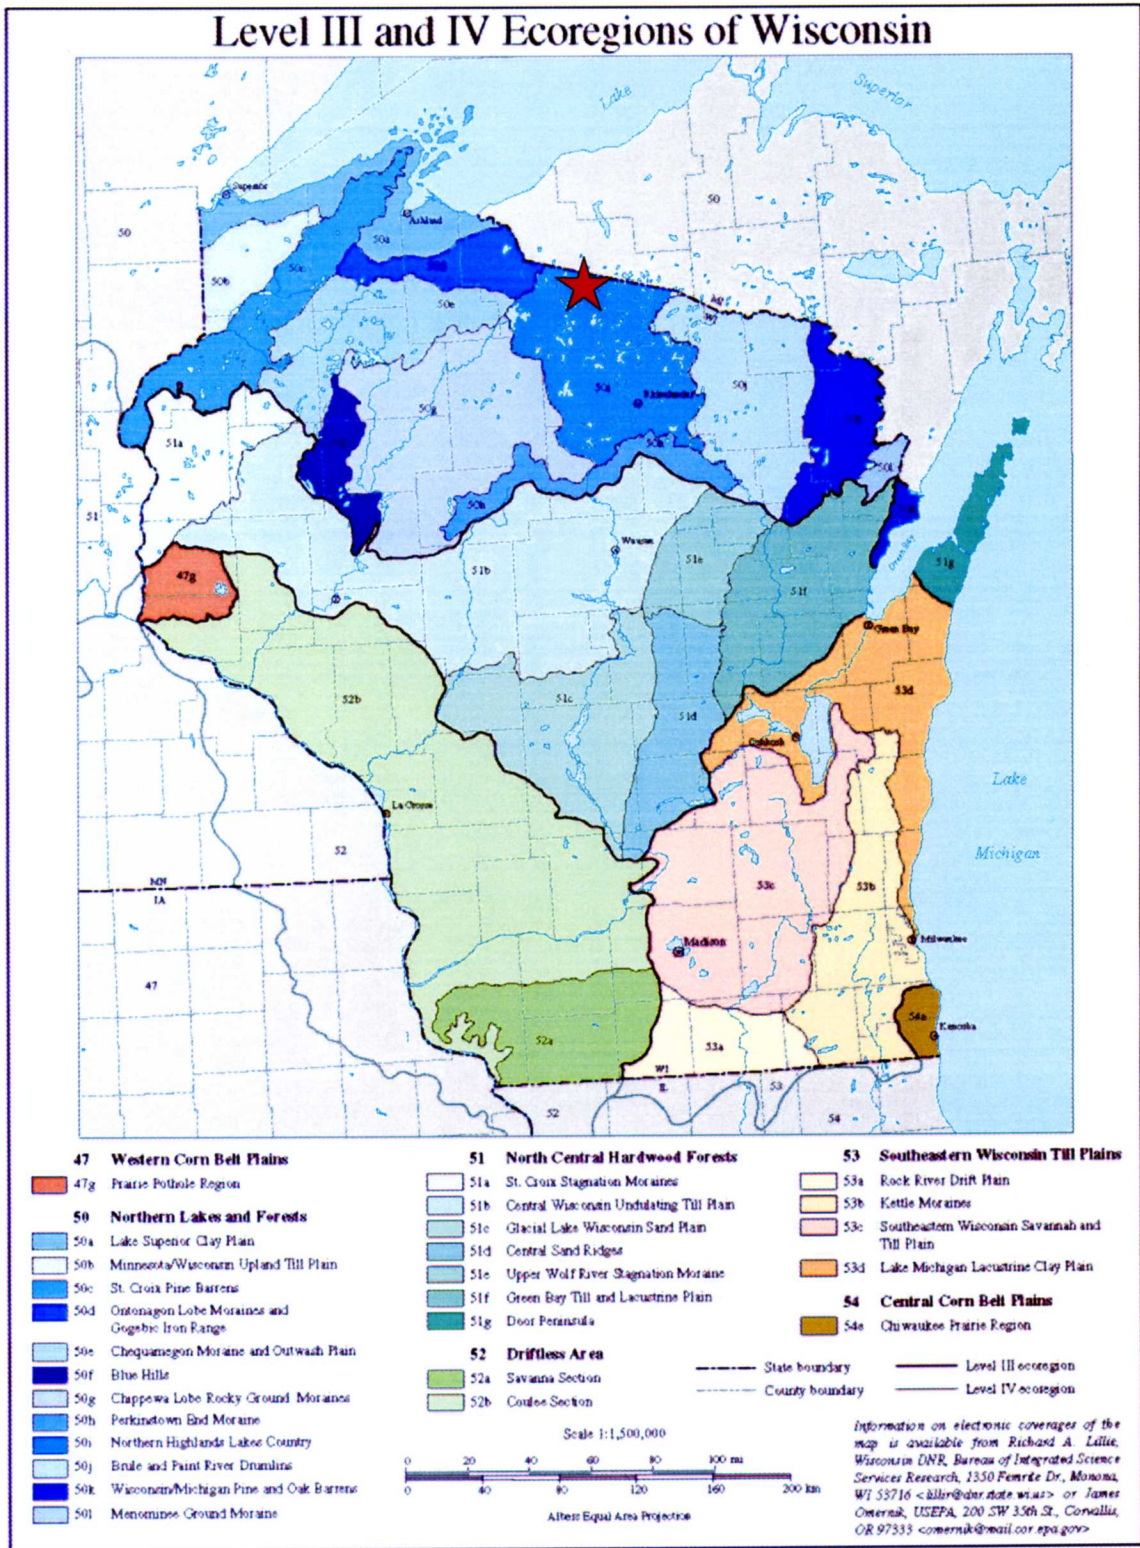 Level III and IV Ecoregions of Wisconsin
Lake
Superior
Superior
50
50
Ashland
50a
50b
50c
50e
MI
WI
50i
50j
Rhinelander
50g
50h
50h
50l
51a
51
Green Bay
Wausau
51e
51b
51f
51g
47g
Green Bay
52b
51c
51d
53d
Oshkosh
Lake
La Crosse
Michigan
52
MN
IA
53c
53b
Madison
Milwaukee
47
54a
Kenosha
52a
53a
WI
IL
53
52
54
47 Western Corn Belt Plains
47g Prairie Pothole Region
50 Northern Lakes and Forests
50a Lake Superior Clay Plain
50b Minnesota/Wisconsin Upland Till Plain
50c St. Croix Pine Barrens
50d Ontonagon Lobe Moraines and
Gogebic Iron Range
50e Chequamegon Moraine and Outwash Plain
50f Blue Hills
50g Chippewa Lobe Rocky Ground Moraines
50h Perkinstown End Moraine
50i Northern Highlands Lakes Country
50j Brule and Paint River Drumlins
50k Wisconsin/Michigan Pine and Oak Barrens
50l Menominee Ground Moraine
51 North Central Hardwood Forests
51a St. Croix Stagnation Moraines
51b Central Wisconsin Undulating Till Plain
51c Glacial Lake Wisconsin Sand Plain
51d Central Sand Ridges
51e Upper Wolf River Stagnation Moraine
51f Green Bay Till and Lacustrine Plain
51g Door Peninsula
52 Driftless Area
52a Savanna Section
52b Coulee Section
53 Southeastern Wisconsin Till Plains
53a Rock River Drift Plain
53b Kettle Moraines
53c Southeastern Wisconsin Savannah and
Till Plain
53d Lake Michigan Lacustrine Clay Plain
54 Central Corn Belt Plains
54a Chiwaukee Prairie Region
State boundary
County boundary
Level III ecoregion
Level IV ecoregion
Scale 1:1,500,000
0 20 40 60 80 100 mi
0 40 80 120 160 200 km
Albers Equal Area Projection
Information on electronic coverages of the
map is available from Richard A. Lillie,
Wisconsin DNR, Bureau of Integrated Science
Services Research, 1350 Femrite Dr., Monona,
WI 53716 <lillir@dnr.state.wi.us> or James
Omernik, USEPA, 200 SW 35th St., Corvallis,
OR 97333 <omernik@mail.cor.epa.gov>